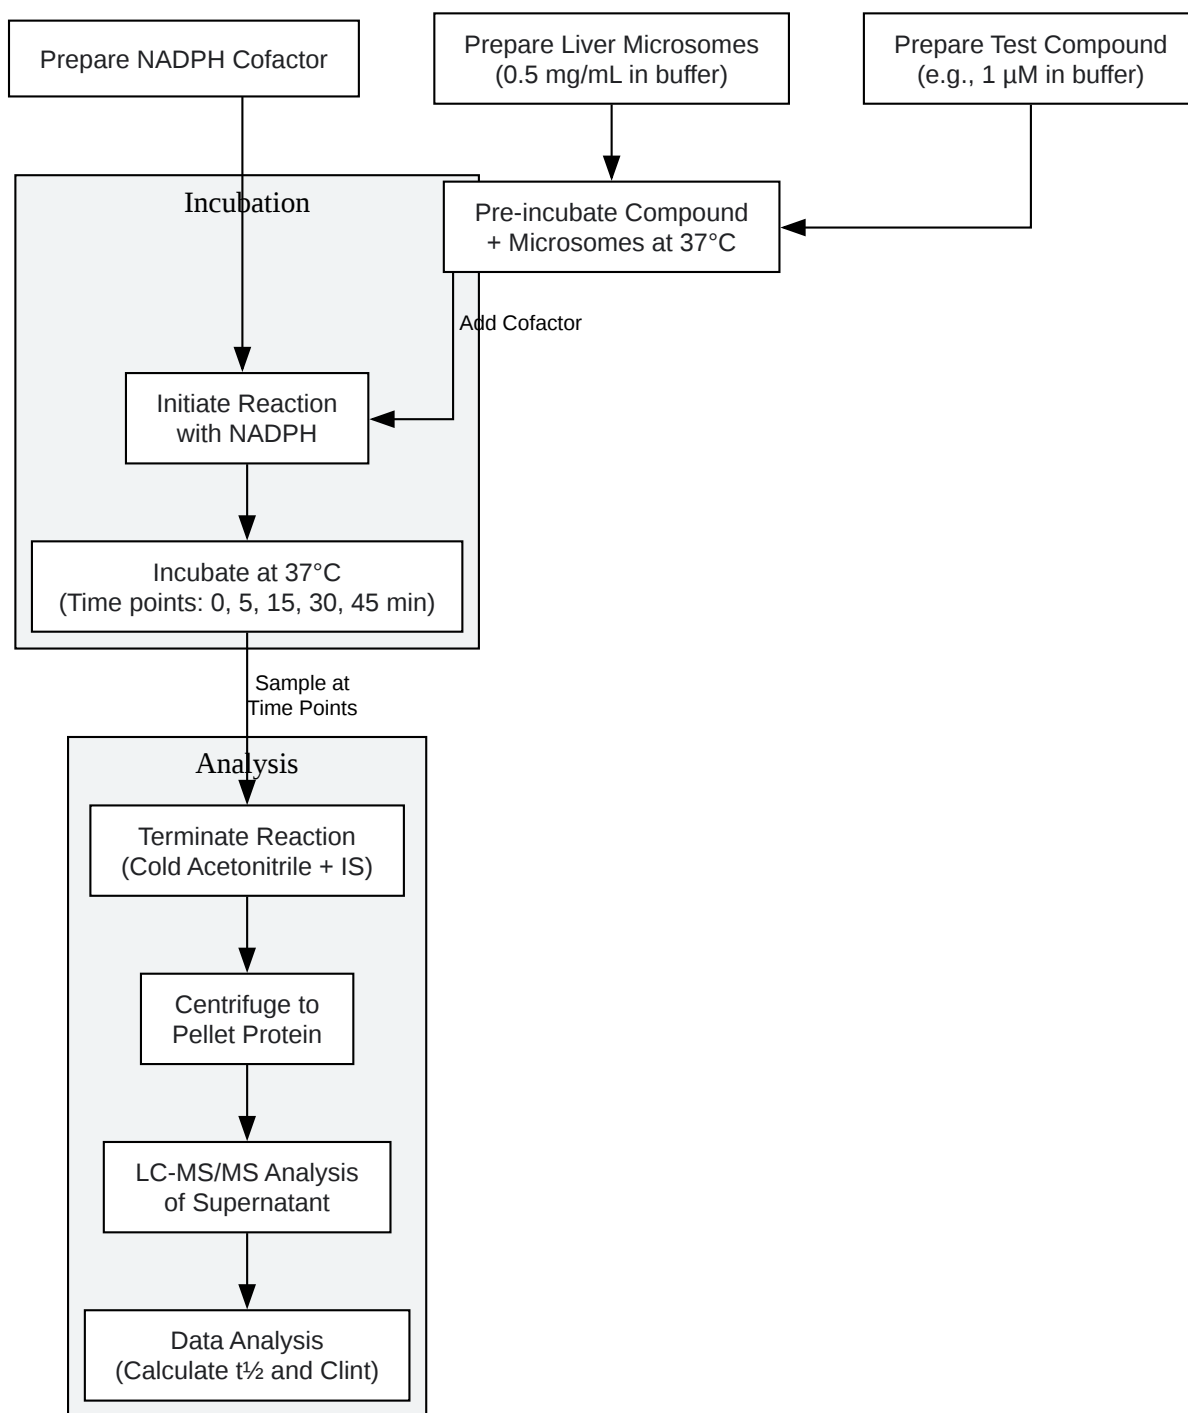 Prepare NADPH Cofactor
Prepare Liver Microsomes
(0.5 mg/mL in buffer)
Prepare Test Compound
(e.g., 1 µM in buffer)
Incubation
Pre-incubate Compound
+ Microsomes at 37°C
Add Cofactor
Initiate Reaction
with NADPH
Incubate at 37°C
(Time points: 0, 5, 15, 30, 45 min)
Sample at
Time Points
Analysis
Terminate Reaction
(Cold Acetonitrile + IS)
Centrifuge to
Pellet Protein
LC-MS/MS Analysis
of Supernatant
Data Analysis
(Calculate t½ and Clint)